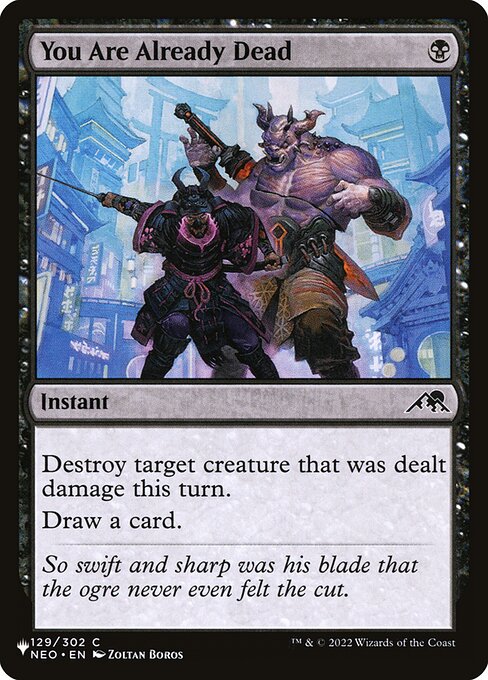 You Are Already Dead
Instant
Destroy target creature that was dealt
damage this turn.
Draw a card.
So swift and sharp was his blade that
the ogre never even felt the cut.
129/302 C
NEO • EN Zoltan Boros
™ & © 2022 Wizards of the Coast